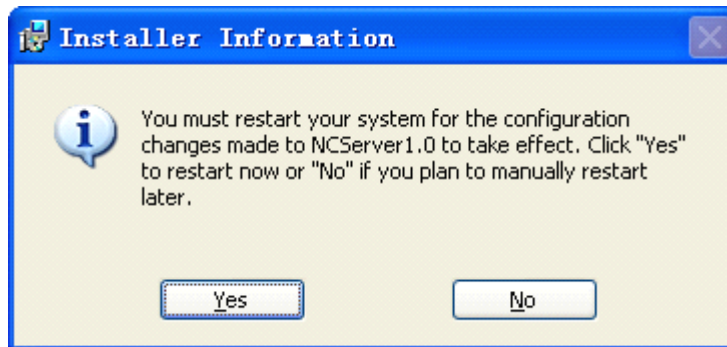 Installer Information
You must restart your system for the configuration
changes made to NCServer1.0 to take effect. Click "Yes"
to restart now or "No" if you plan to manually restart
later.
Yes
No